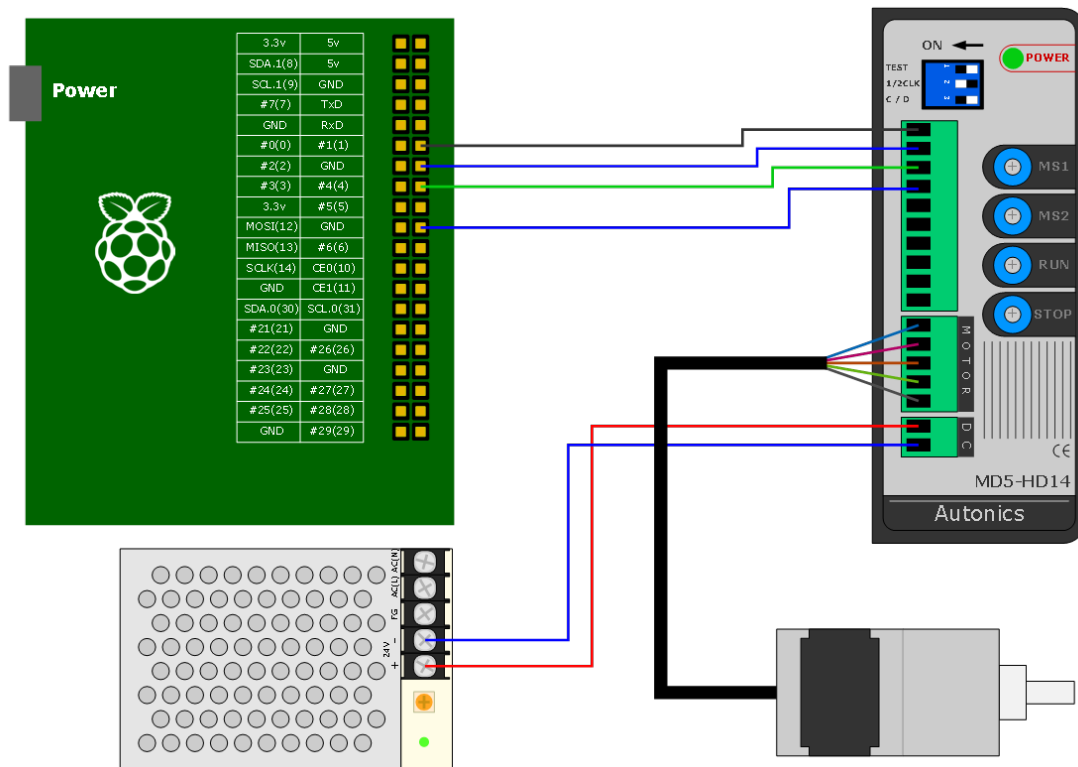 Power
3.3v 5v
SDA.1(8) 5v
SCL.1(9) GND
#7(7) TxD
GND RxD
#0(0) #1(1)
#2(2) GND
#3(3) #4(4)
3.3v #5(5)
MOSI(12) GND
MISO(13) #6(6)
SCLK(14) CE0(10)
GND CE1(11)
SDA.0(30) SCL.0(31)
#21(21) GND
#22(22) #26(26)
#23(23) GND
#24(24) #27(27)
#25(25) #28(28)
GND #29(29)
ON
POWER
TEST
1/2CLK
C / D
1
2
3
MS1
MS2
RUN
STOP
MOTOR
DC
CE
MD5-HD14
Autonics
AC(N)
AC(L)
FG
24V
-
+